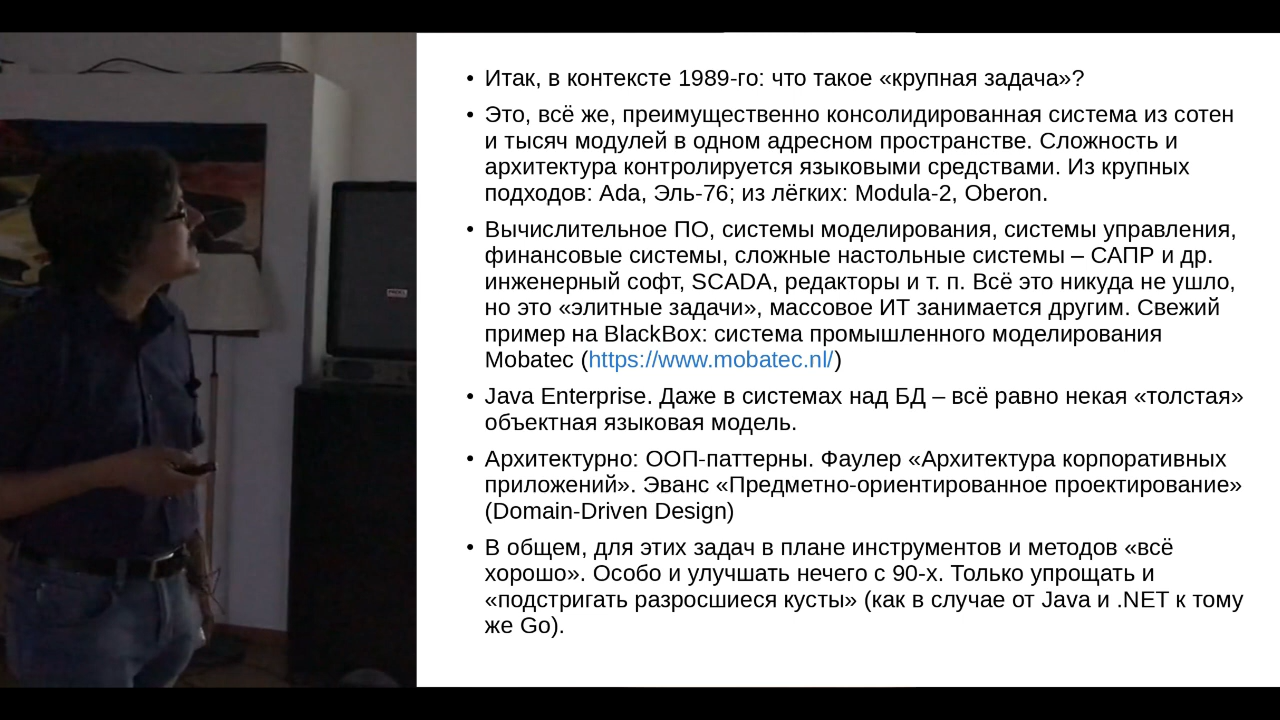 • Итак, в контексте 1989-го: что такое «крупная задача»?
• Это, всё же, преимущественно консолидированная система из сотен
и тысяч модулей в одном адресном пространстве. Сложность и
архитектура контролируется языковыми средствами. Из крупных
подходов: Ada, Эль-76; из лёгких: Modula-2, Oberon.
• Вычислительное ПО, системы моделирования, системы управления,
финансовые системы, сложные настольные системы – САПР и др.
инженерный софт, SCADA, редакторы и т. п. Всё это никуда не ушло,
но это «элитные задачи», массовое ИТ занимается другим. Свежий
пример на BlackBox: система промышленного моделирования
Mobatec (https://www.mobatec.nl/)
• Java Enterprise. Даже в системах над БД – всё равно некая «толстая»
объектная языковая модель.
• Архитектурно: ООП-паттерны. Фаулер «Архитектура корпоративных
приложений». Эванс «Предметно-ориентированное проектирование»
(Domain-Driven Design)
• В общем, для этих задач в плане инструментов и методов «всё
хорошо». Особо и улучшать нечего с 90-х. Только упрощать и
«подстригать разросшиеся кусты» (как в случае от Java и .NET к тому
же Go).